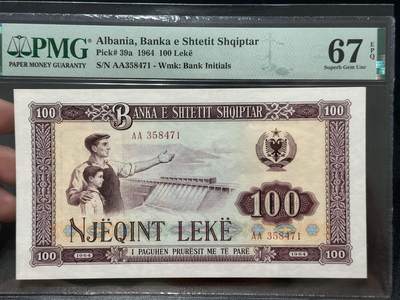 PMG
PAPER MONEY GUARANTY
Albania, Banka e Shtetit Shqiptar
Pick# 39a 1964 100 Lekë
S/N AA358471 - Wmk: Bank Initials
67 EPQ
Superb Gem Unc
100 BANKA E SHTETIT SHQIPTAR 100
AA 358471
100
NJËQINT LEKË
AA 358471
I PAGUHEN PRURËSIT ME TË PARË
100 1964 1964 100